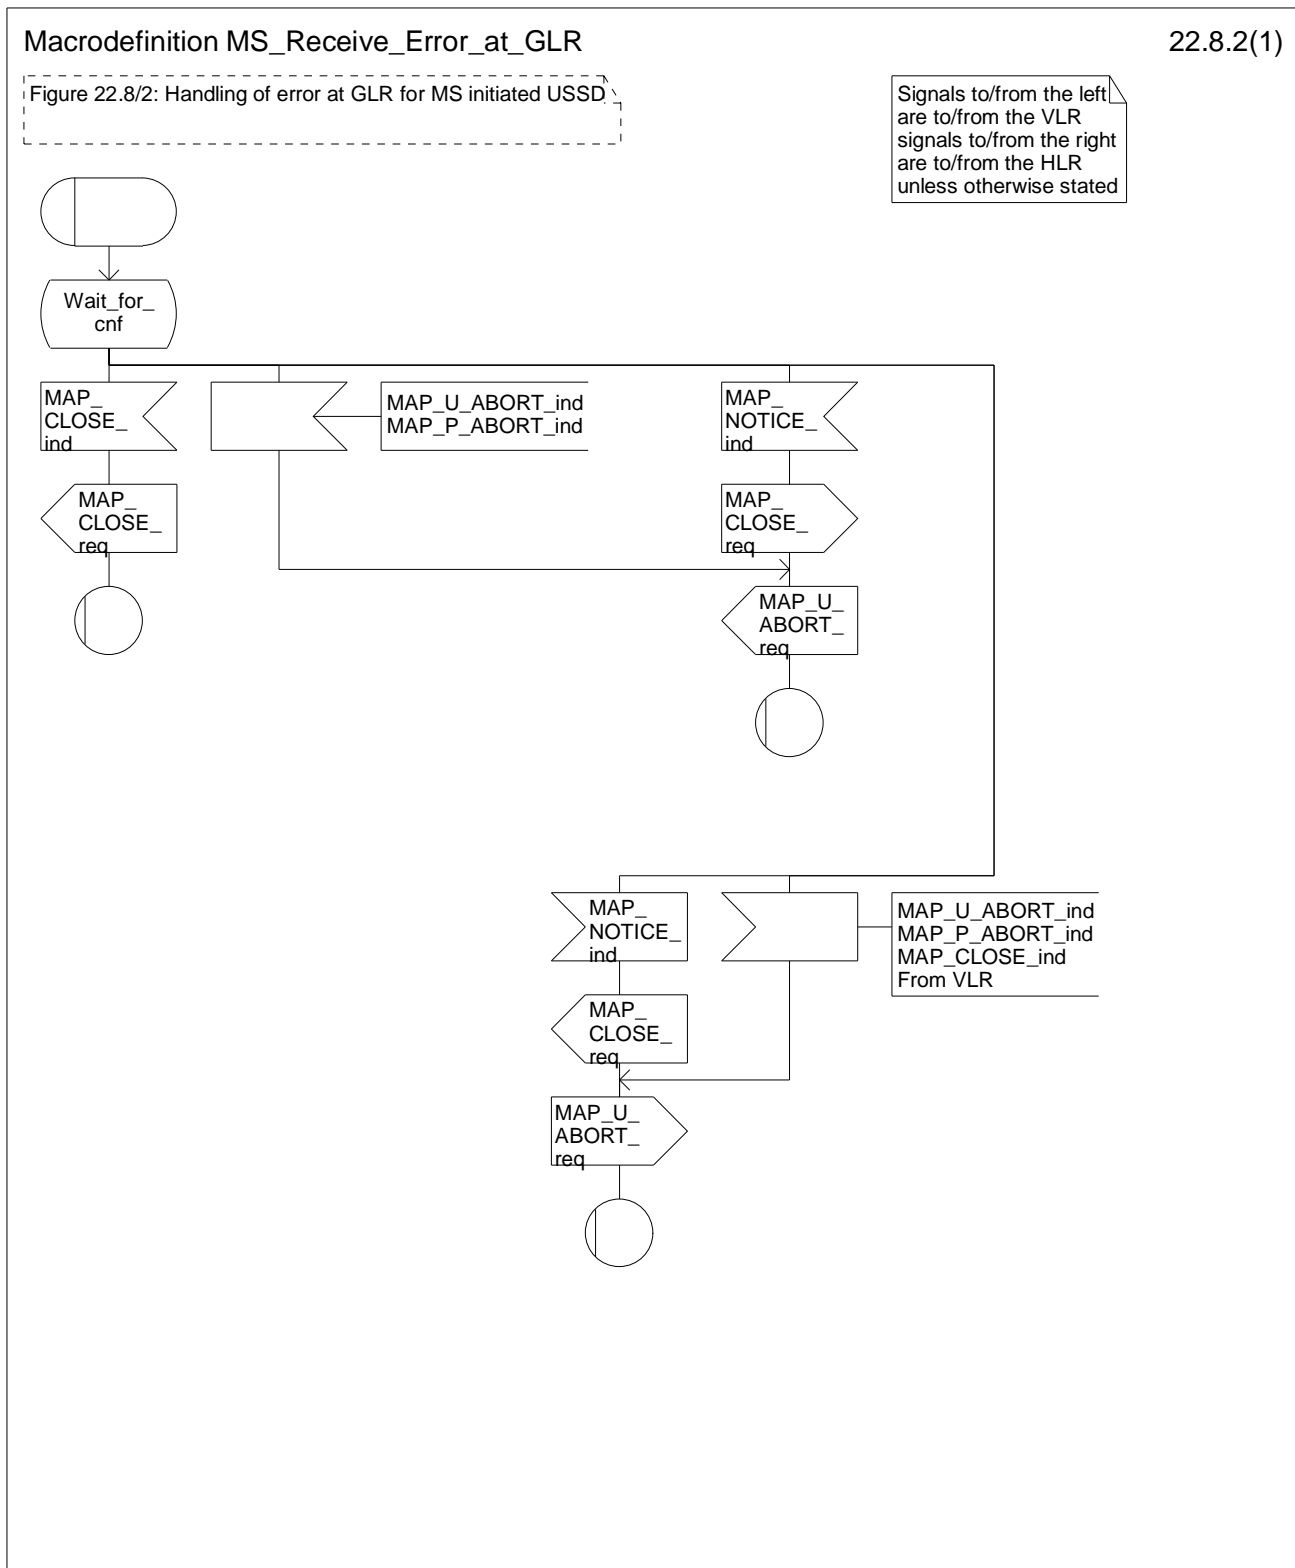 Macrodefinition MS_Receive_Error_at_GLR
22.8.2(1)
Figure 22.8/2: Handling of error at GLR for MS initiated USSD
Signals to/from the left
are to/from the VLR
signals to/from the right
are to/from the HLR
unless otherwise stated
Wait_for_
cnf
MAP_
CLOSE_
ind
MAP_U_ABORT_ind
MAP_P_ABORT_ind
MAP_
NOTICE_
ind
MAP_
CLOSE_
req
MAP_
CLOSE_
req
MAP_U_
ABORT_
req
MAP_
NOTICE_
ind
MAP_U_ABORT_ind
MAP_P_ABORT_ind
MAP_CLOSE_ind
From VLR
MAP_
CLOSE_
req
MAP_U_
ABORT_
req